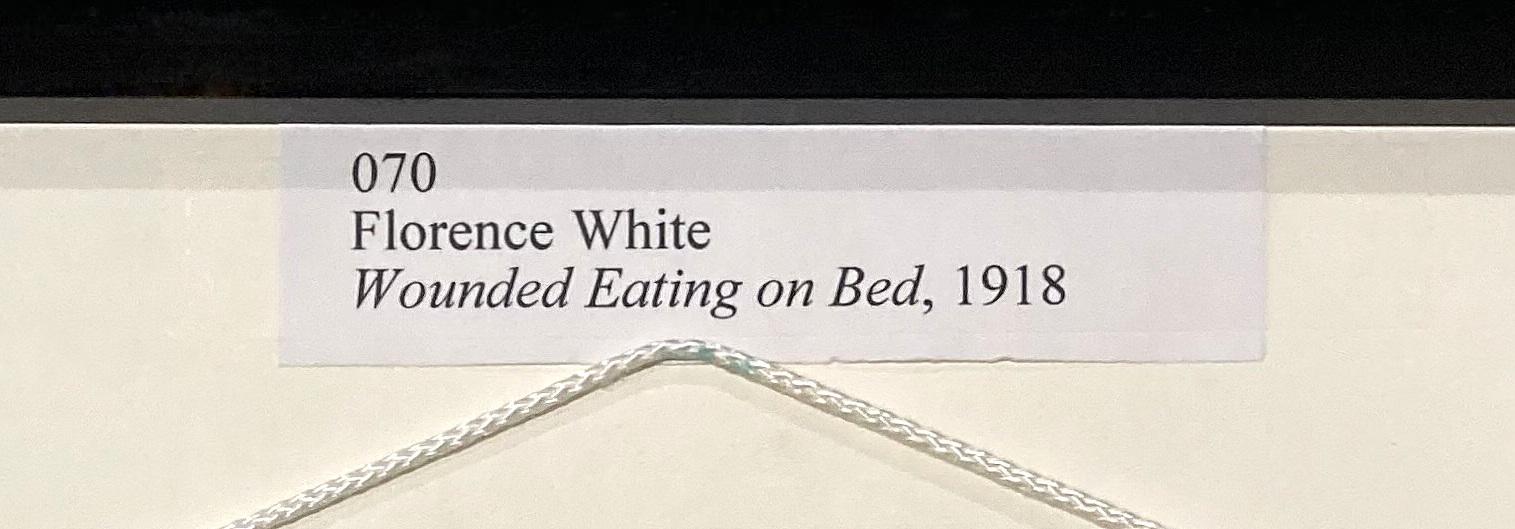 070
Florence White
Wounded Eating on Bed, 1918